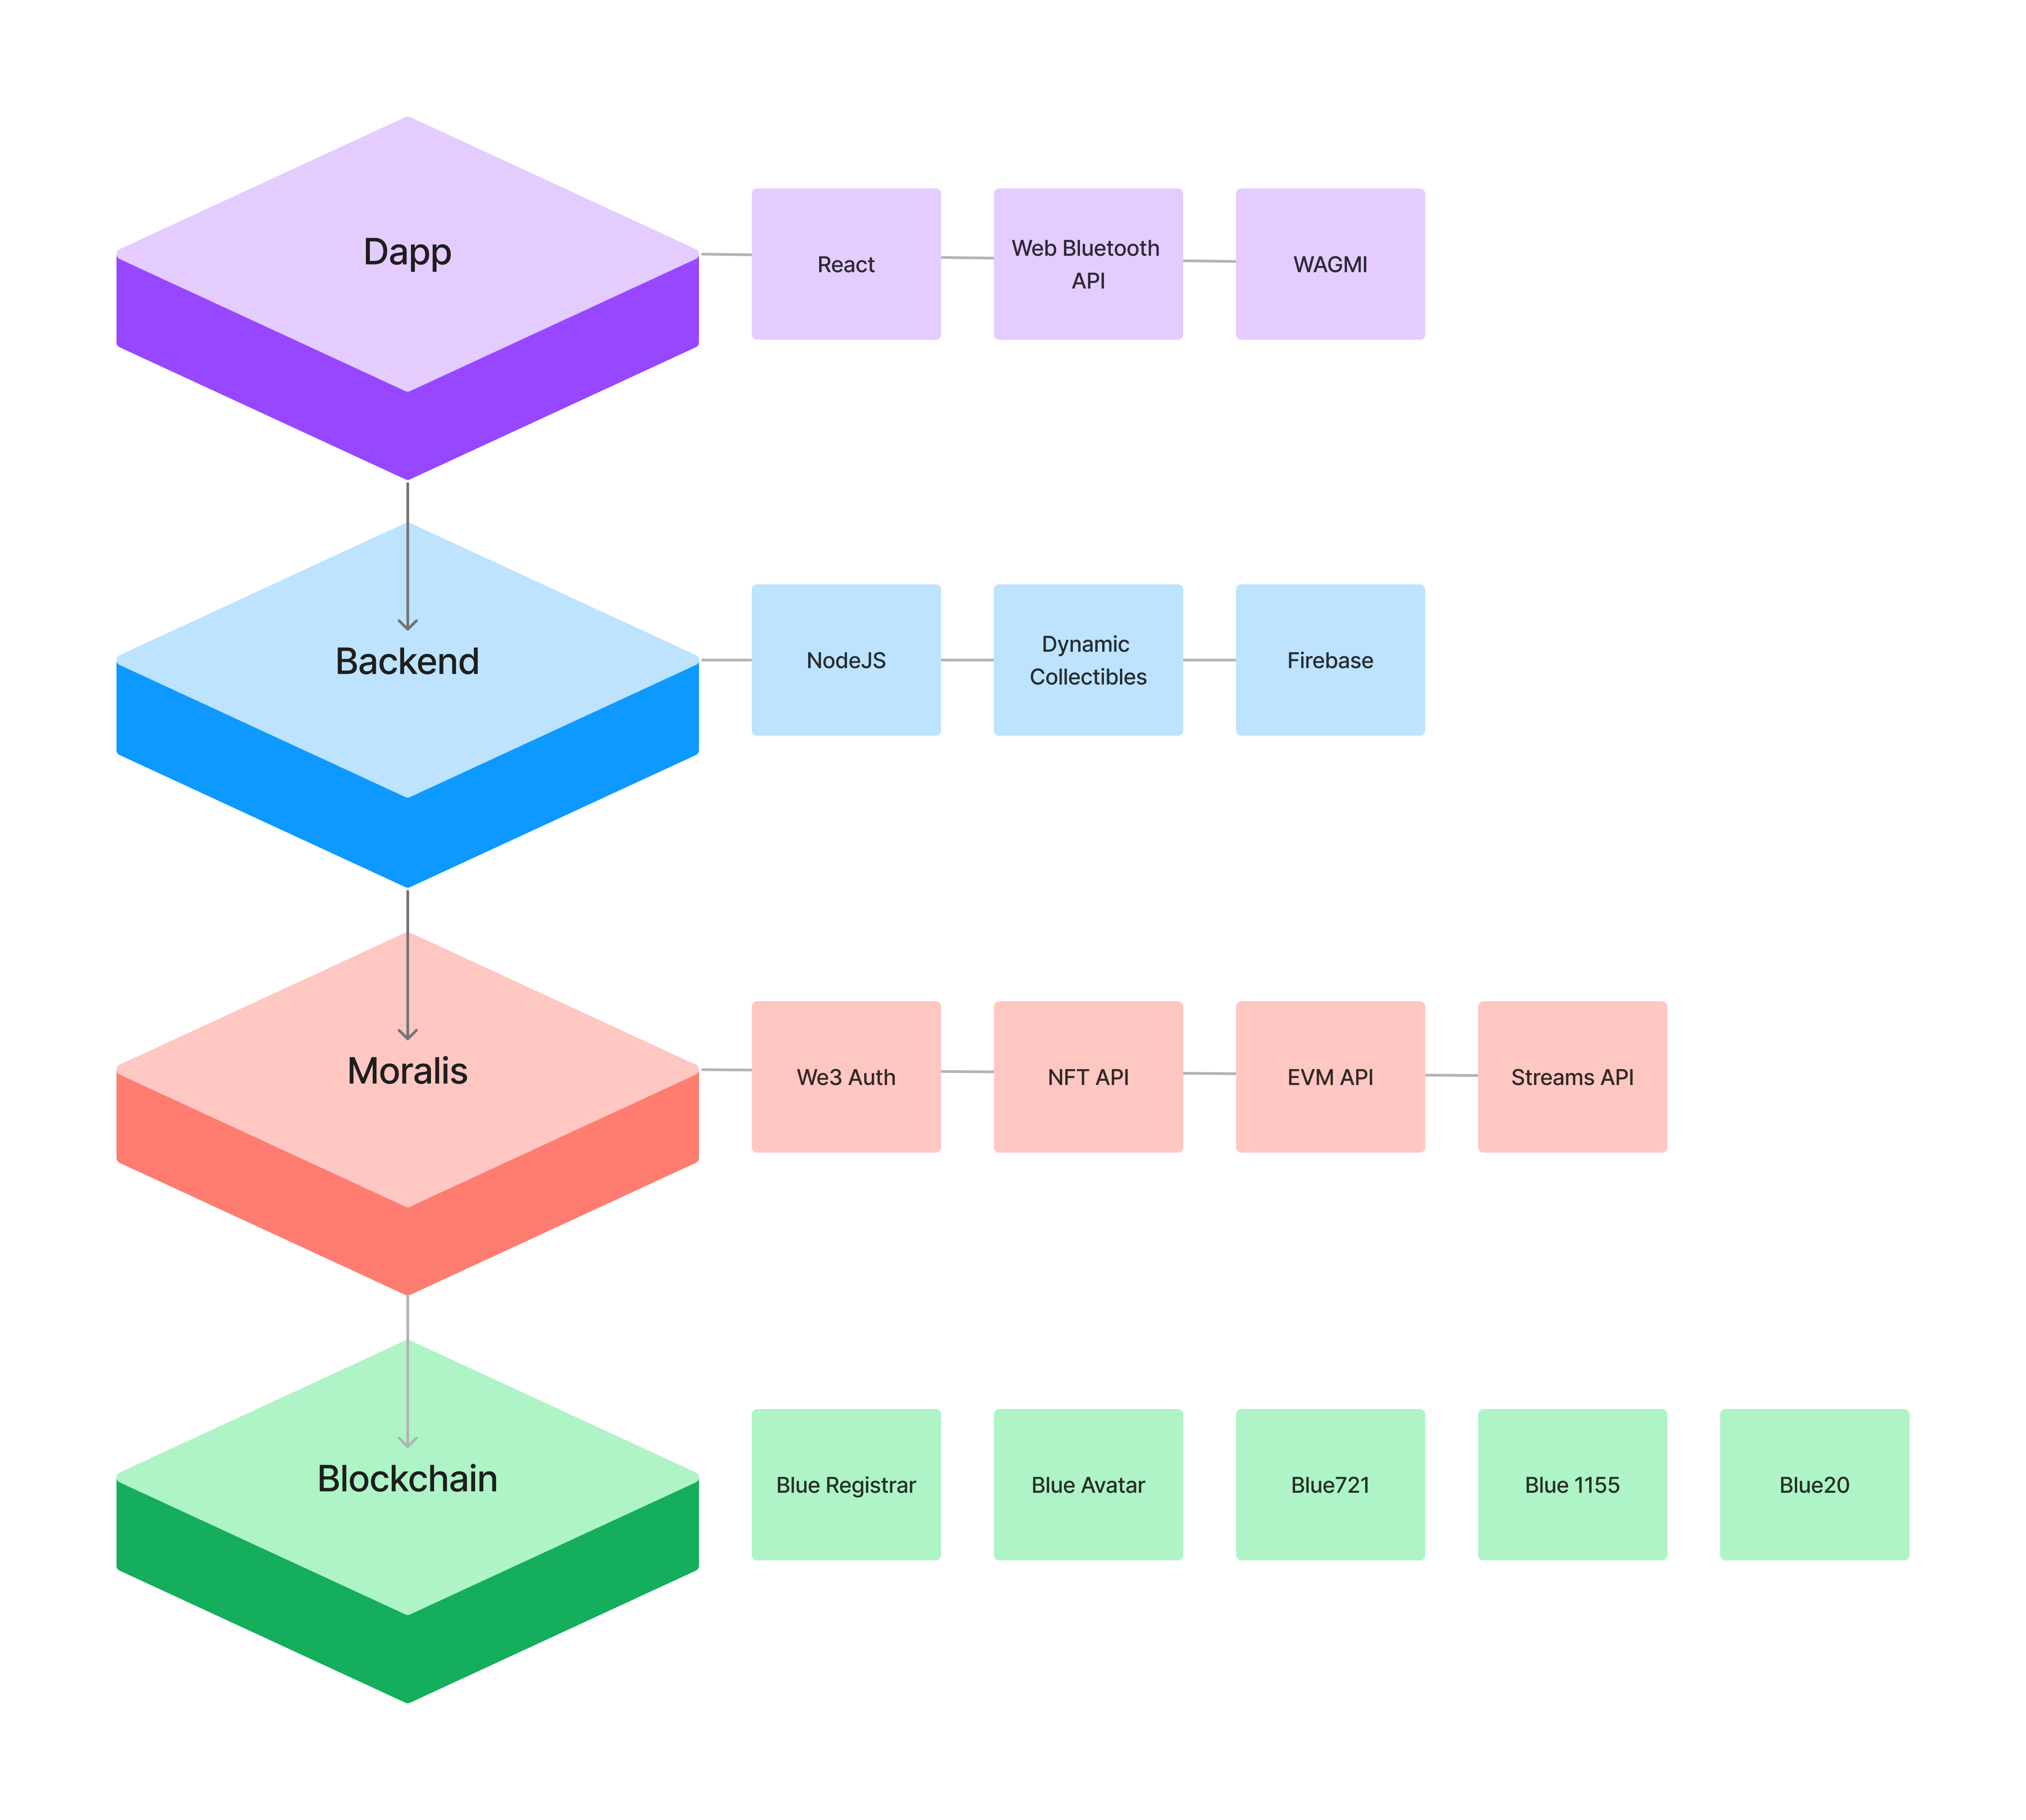 Dapp
React
Web Bluetooth
API
WAGMI
Backend
NodeJS
Dynamic
Collectibles
Firebase
Moralis
We3 Auth
NFT API
EVM API
Streams API
Blockchain
Blue Registrar
Blue Avatar
Blue721
Blue 1155
Blue20